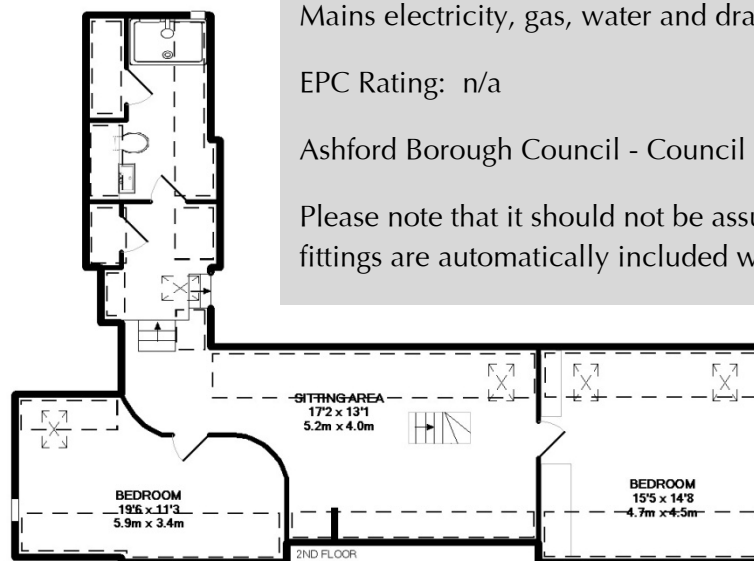 Mains electricity, gas, water and dra
EPC Rating: n/a
Ashford Borough Council - Council
Please note that it should not be assu
fittings are automatically included w
SITTING AREA
17'2 x 13'1
5.2m x 4.0m
BEDROOM
19'6 x 11'3
5.9m x 3.4m
BEDROOM
15'5 x 14'8
4.7m x 4.5m
2ND FLOOR